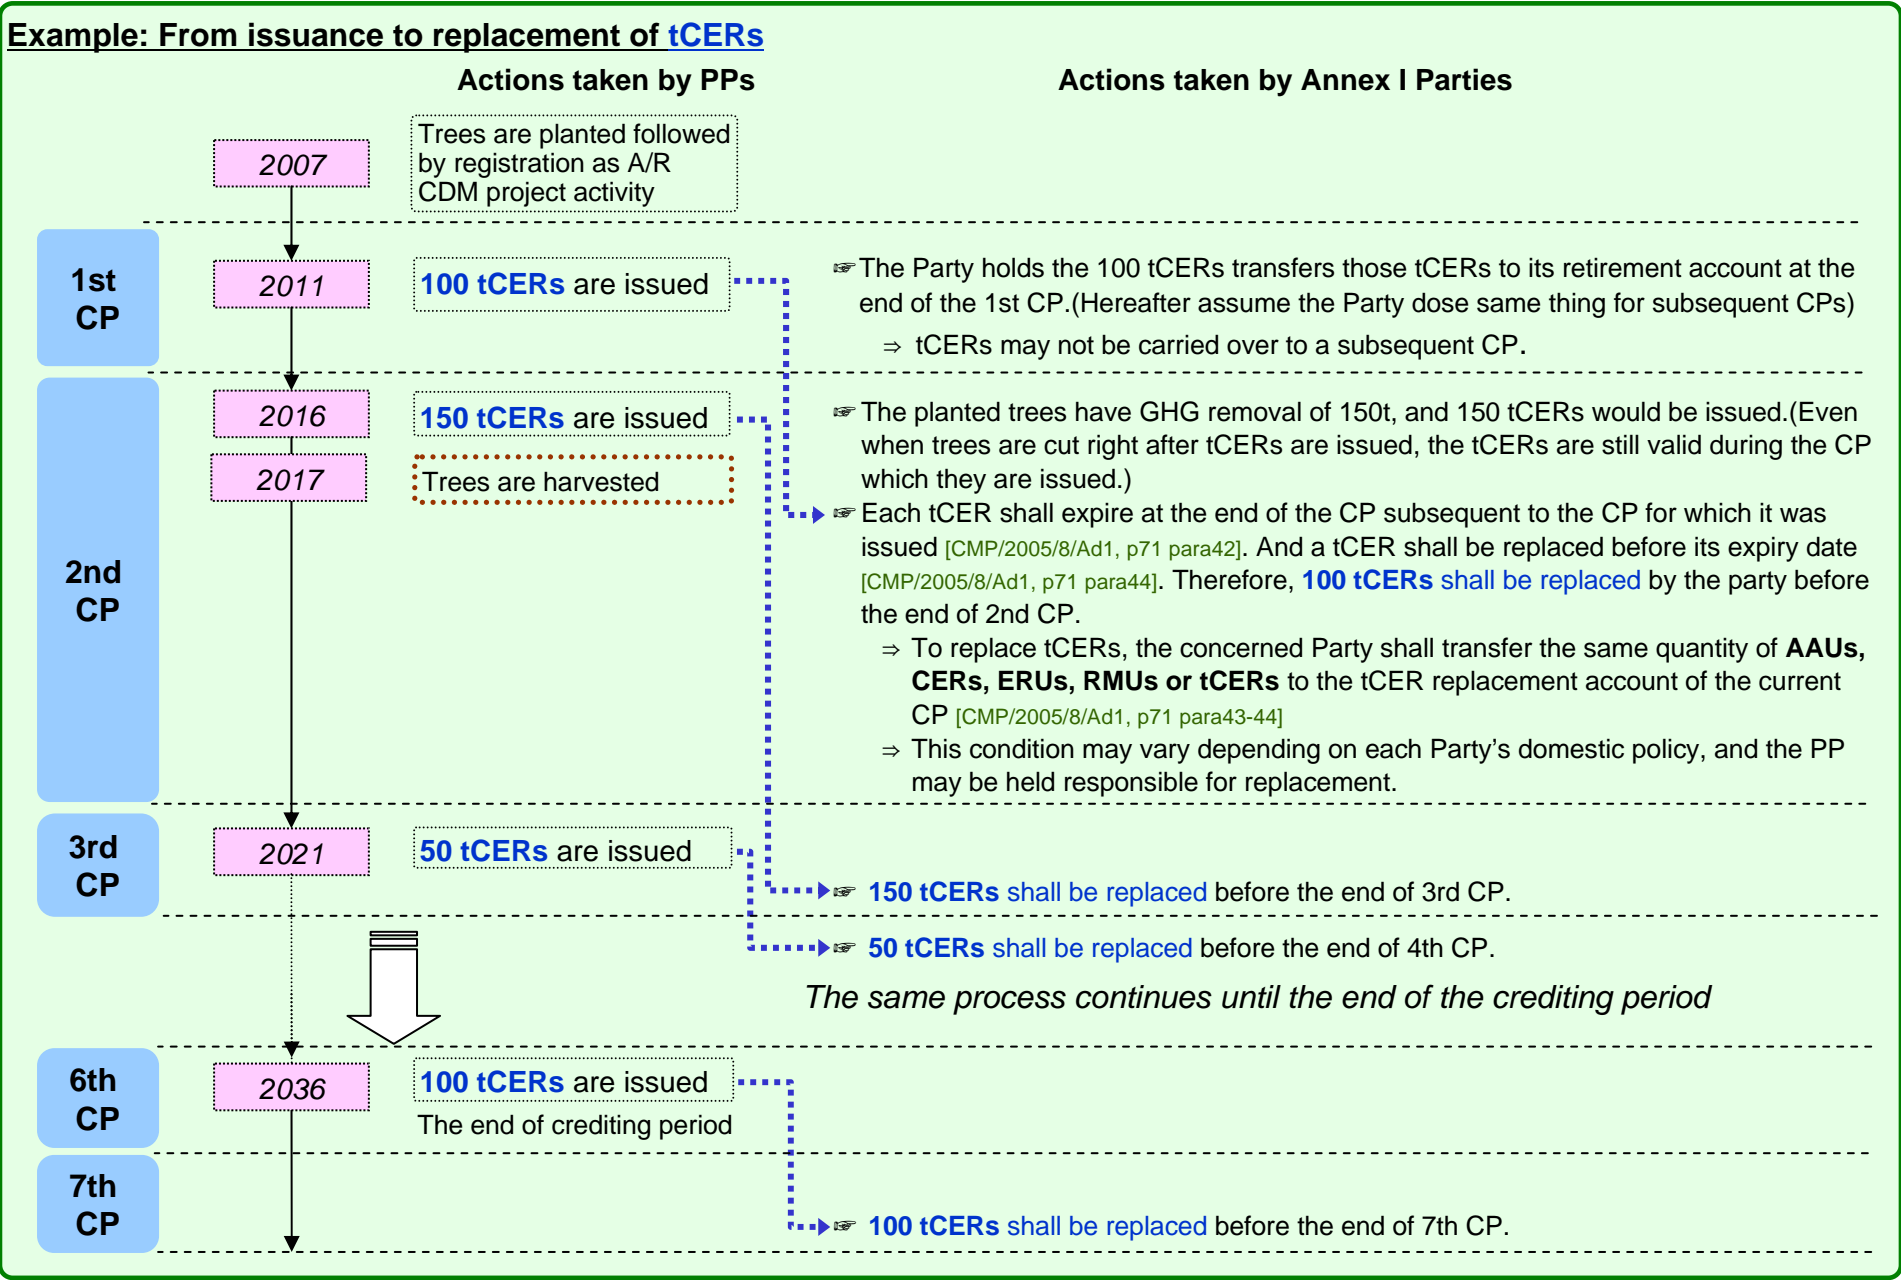 Example: From issuance to replacement of tCERs
Actions taken by PPs
Actions taken by Annex I Parties
2007
Trees are planted followed
by registration as A/R
CDM project activity
1st
CP
2011
100 tCERs are issued
☞The Party holds the 100 tCERs transfers those tCERs to its retirement account at the
end of the 1st CP.(Hereafter assume the Party dose same thing for subsequent CPs)
⇒ tCERs may not be carried over to a subsequent CP.
2nd
CP
2016
150 tCERs are issued
2017
Trees are harvested
☞The planted trees have GHG removal of 150t, and 150 tCERs would be issued.(Even
when trees are cut right after tCERs are issued, the tCERs are still valid during the CP
which they are issued.)
☞Each tCER shall expire at the end of the CP subsequent to the CP for which it was
issued [CMP/2005/8/Ad1, p71 para42]. And a tCER shall be replaced before its expiry date
[CMP/2005/8/Ad1, p71 para44]. Therefore, 100 tCERs shall be replaced by the party before
the end of 2nd CP.
⇒ To replace tCERs, the concerned Party shall transfer the same quantity of AAUs,
CERs, ERUs, RMUs or tCERs to the tCER replacement account of the current
CP [CMP/2005/8/Ad1, p71 para43-44]
⇒ This condition may vary depending on each Party's domestic policy, and the PP
may be held responsible for replacement.
3rd
CP
2021
50 tCERs are issued
☞ 150 tCERs shall be replaced before the end of 3rd CP.
☞ 50 tCERs shall be replaced before the end of 4th CP.
The same process continues until the end of the crediting period
6th
CP
2036
100 tCERs are issued
The end of crediting period
7th
CP
☞ 100 tCERs shall be replaced before the end of 7th CP.